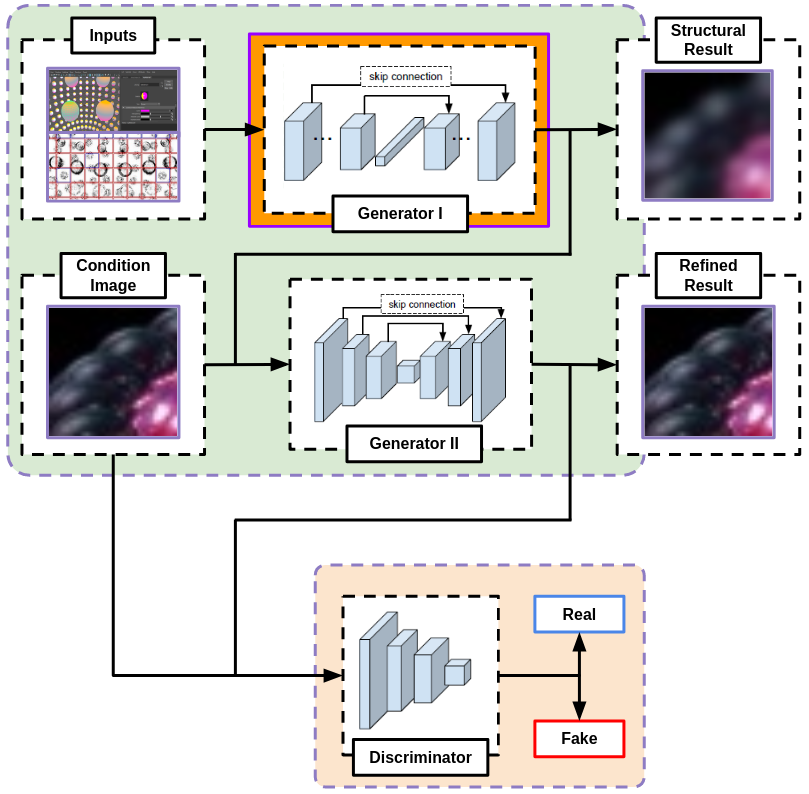 Inputs
skip connection
Generator I
Structural
Result
Condition
Image
skip connection
Generator II
Refined
Result
Discriminator
Real
Fake